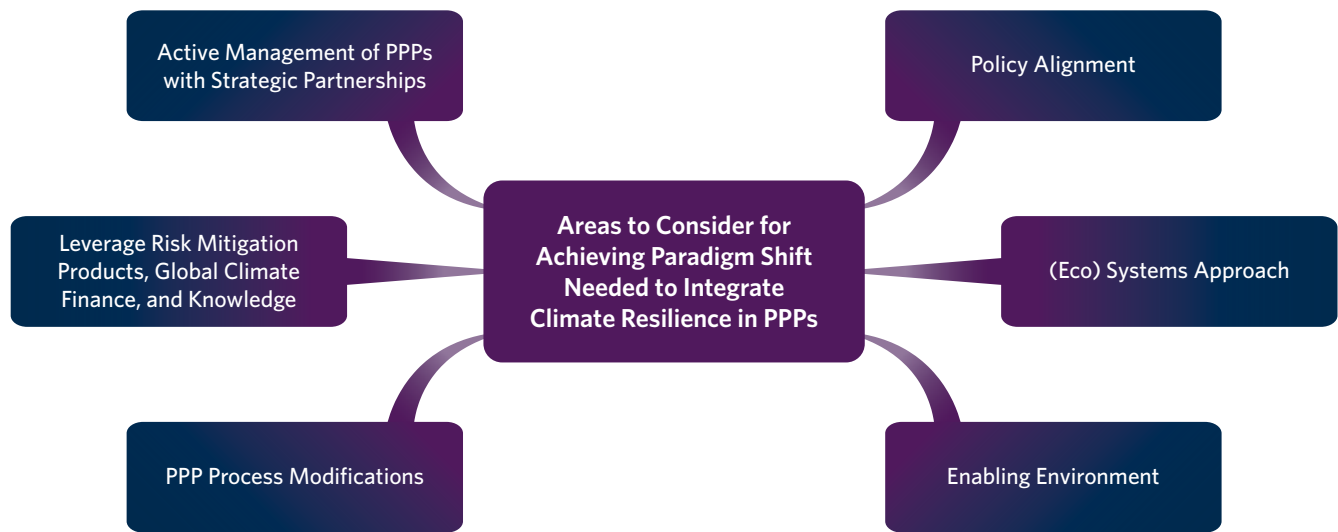 Active Management of PPPs
with Strategic Partnerships
Policy Alignment
Leverage Risk Mitigation
Products, Global Climate
Finance, and Knowledge
Areas to Consider for
Achieving Paradigm Shift
Needed to Integrate
Climate Resilience in PPPs
(Eco) Systems Approach
PPP Process Modifications
Enabling Environment